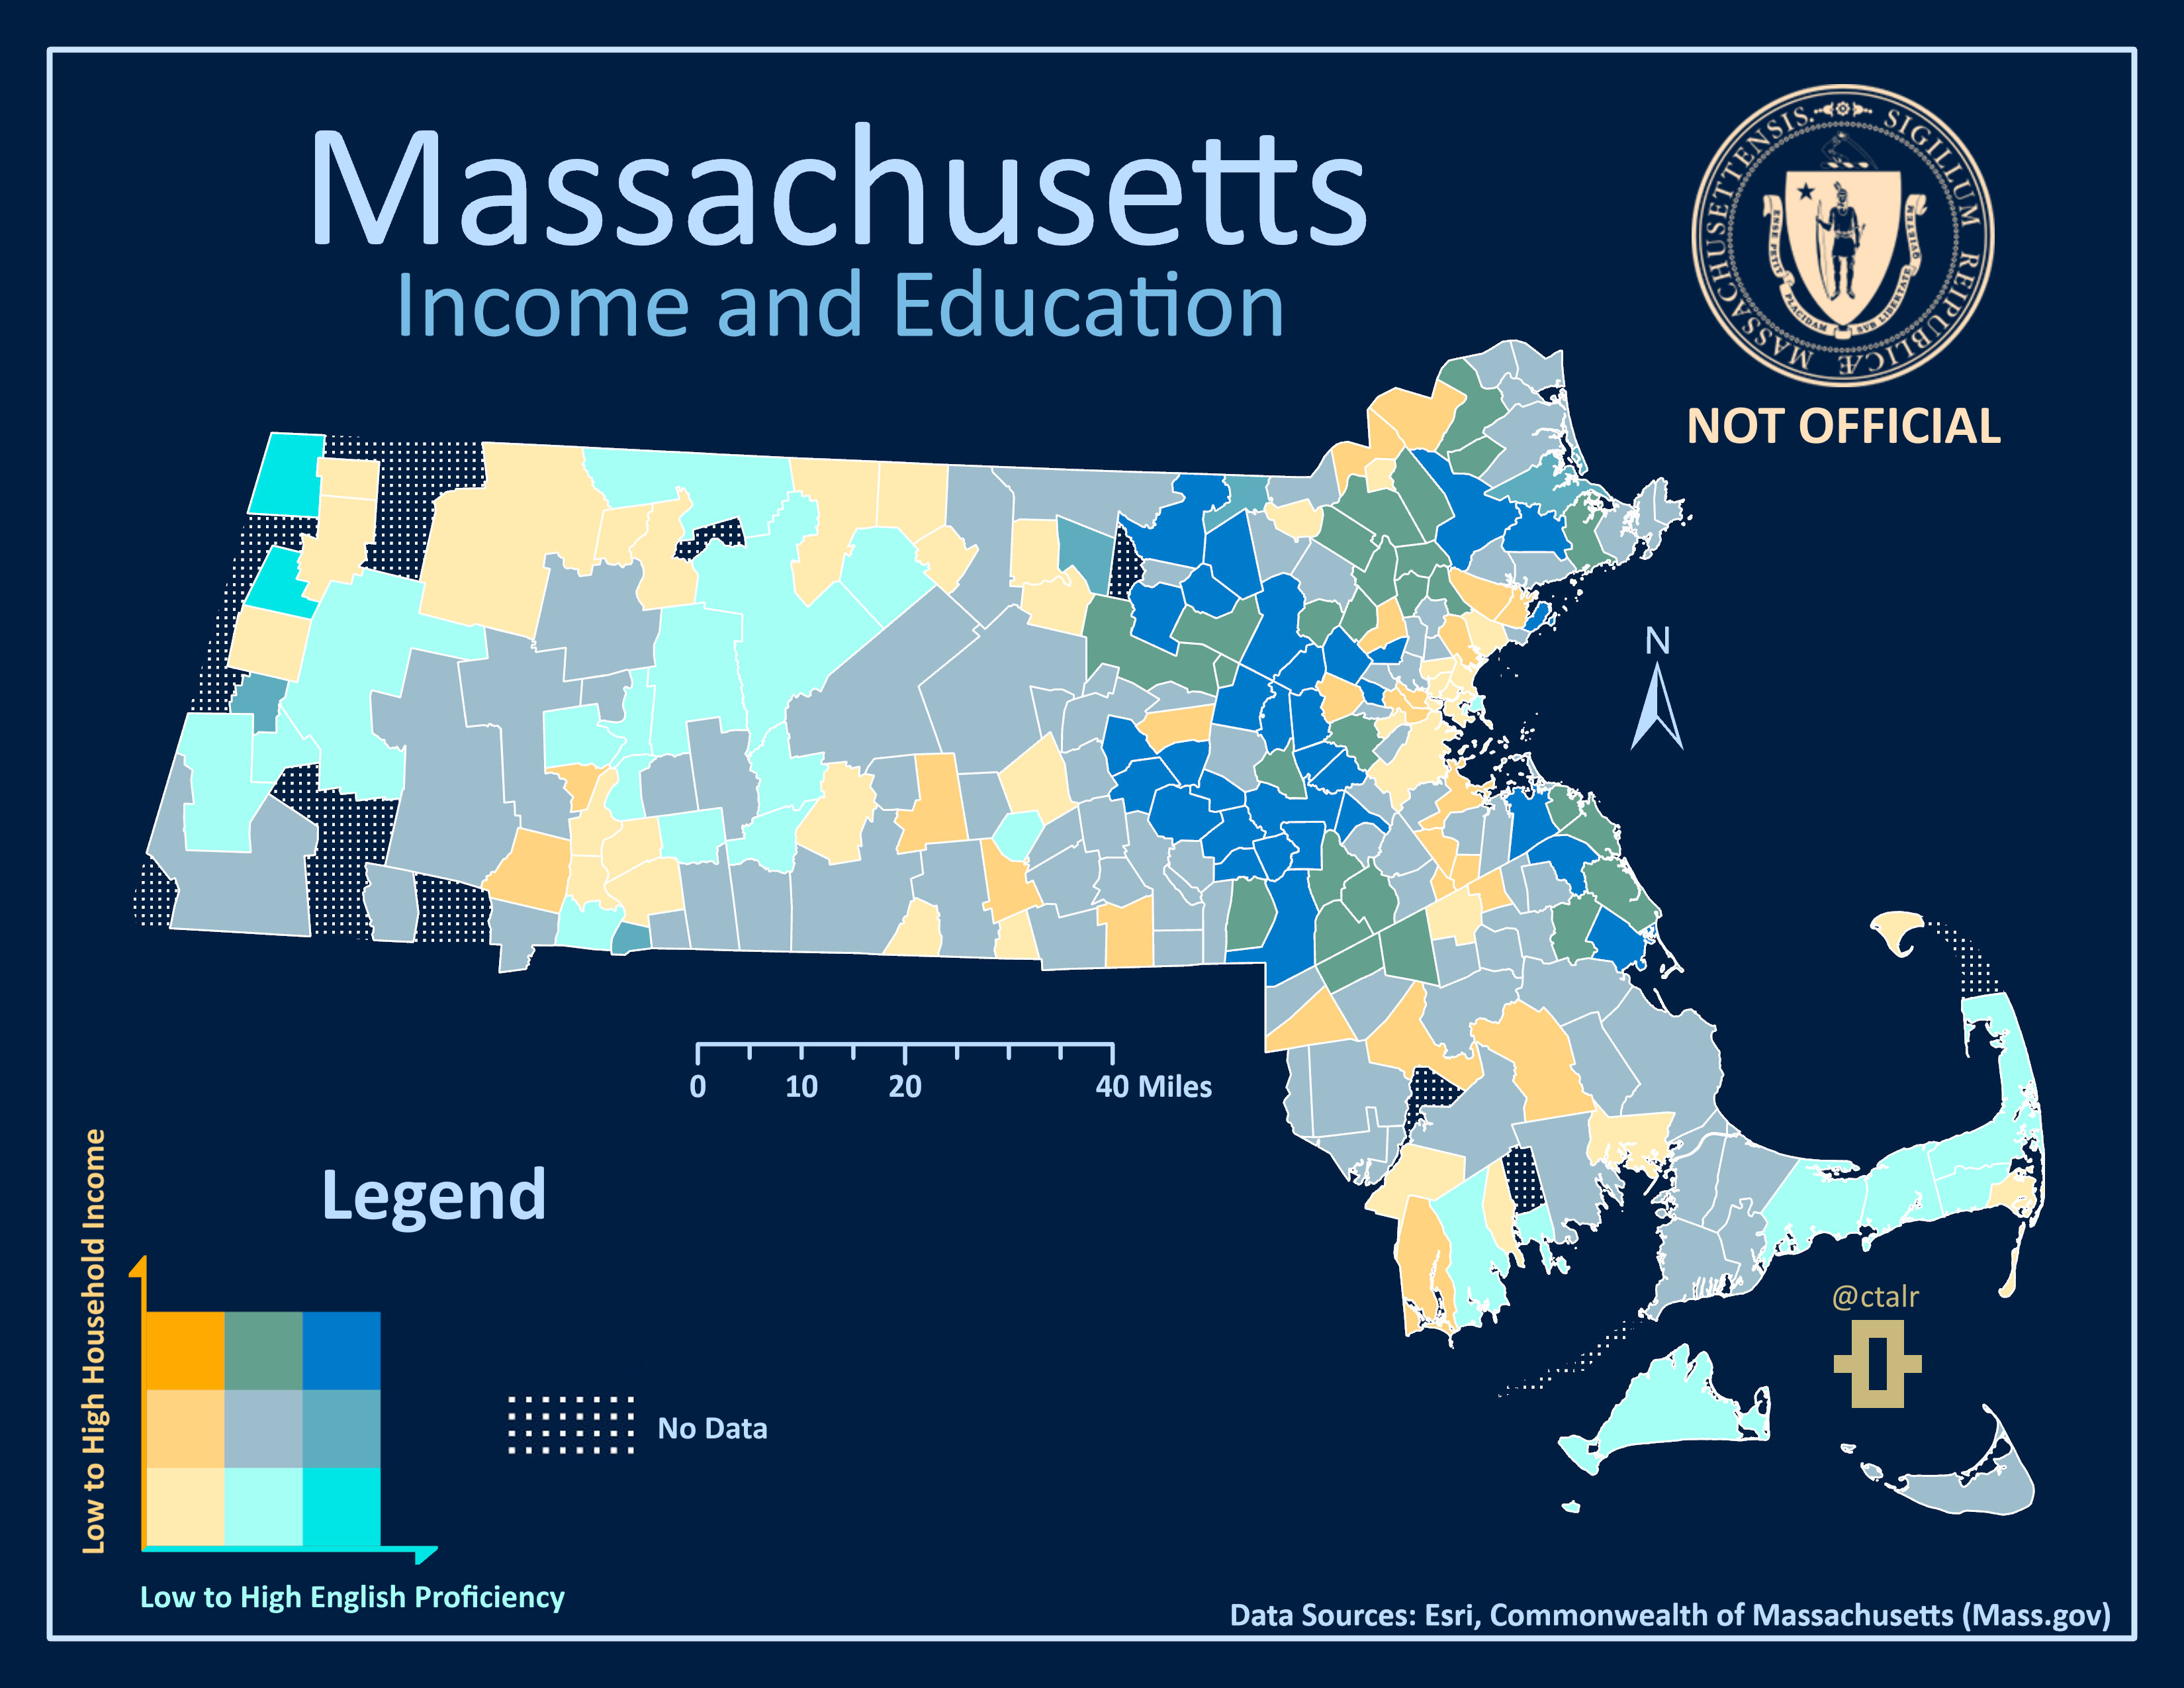 Massachusetts
Income and Education
SIGILLUM REIPUBLICÆ MASSACHUSETTENSIS.
ENSE PETIT PLACIDAM SVB LIBERTATE QVIETEM
NOT OFFICIAL
N
0 10 20 40 Miles
Legend
Low to High Household Income
No Data
Low to High English Proficiency
@ctalr
Data Sources: Esri, Commonwealth of Massachusetts (Mass.gov)